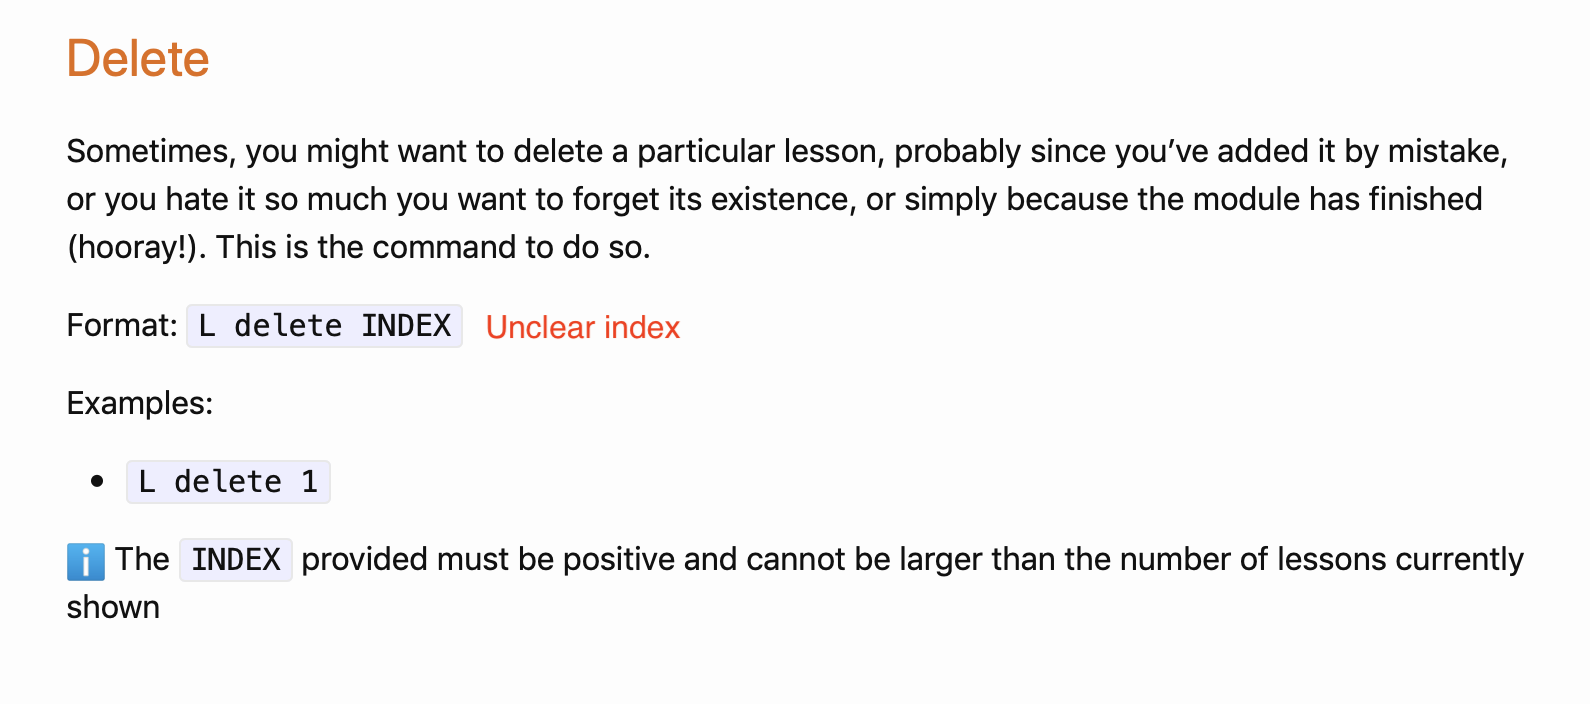 Delete
Sometimes, you might want to delete a particular lesson, probably since you’ve added it by mistake,
or you hate it so much you want to forget its existence, or simply because the module has finished
(hooray!). This is the command to do so.
Format: L delete INDEX Unclear index
Examples:
• L delete 1
ℹ️ The INDEX provided must be positive and cannot be larger than the number of lessons currently
shown